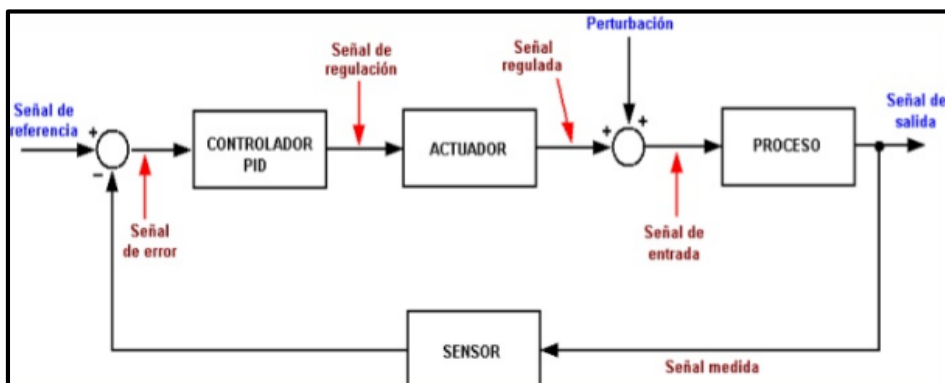 Perturbación
Señal de
regulación
Señal
regulada
Señal de
referencia
+
−
CONTROLADOR
PID
ACTUADOR
+
+
PROCESO
Señal de
salida
Señal
de error
Señal de
entrada
SENSOR
Señal medida